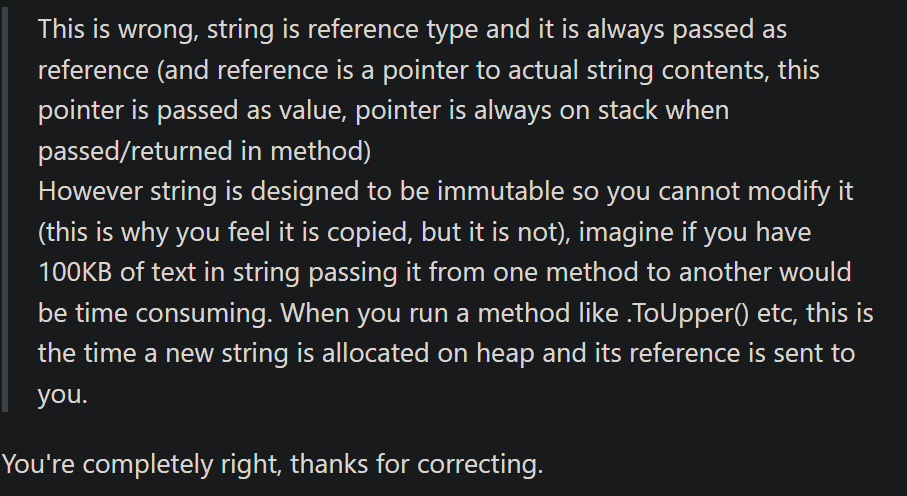 This is wrong, string is reference type and it is always passed as
reference (and reference is a pointer to actual string contents, this
pointer is passed as value, pointer is always on stack when
passed/returned in method)
However string is designed to be immutable so you cannot modify it
(this is why you feel it is copied, but it is not), imagine if you have
100KB of text in string passing it from one method to another would
be time consuming. When you run a method like .ToUpper() etc, this is
the time a new string is allocated on heap and its reference is sent to
you.
You're completely right, thanks for correcting.